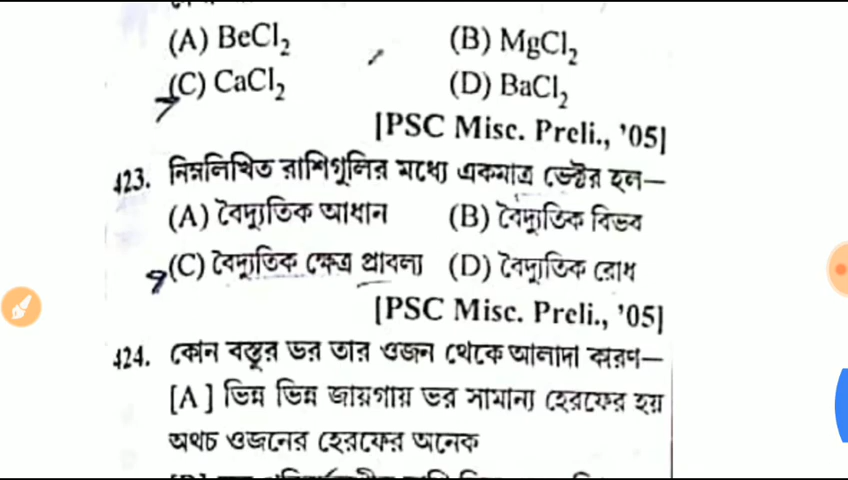 (A) BeCl₂ (B) MgCl₂
(C) CaCl₂ (D) BaCl₂
[PSC Misc. Preli., '05]
423. নিম্নলিখিত রাশিগুলির মধ্যে একমাত্র ভেক্টর হল—
(A) বৈদ্যুতিক আধান (B) বৈদ্যুতিক বিভব
(C) বৈদ্যুতিক ক্ষেত্র প্রাবল্য (D) বৈদ্যুতিক রোধ
[PSC Misc. Preli., '05]
424. কোন বস্তুর ভর তার ওজন থেকে আলাদা কারণ—
[A] ভিন্ন ভিন্ন জায়গায় ভর সামান্য হেরফের হয়
অথচ ওজনের হেরফের অনেক